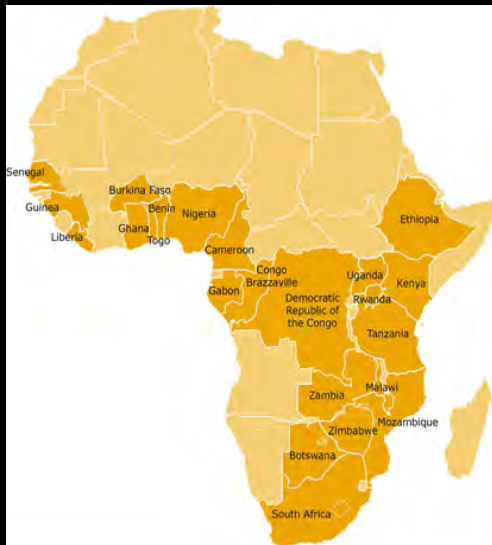 Senegal
Burkina Faso
Guinea
Benin
Nigeria
Ethiopia
Ghana
Liberia
Togo
Cameroon
Congo
Brazzaville
Uganda
Kenya
Gabon
Rwanda
Democratic
Republic of
the Congo
Tanzania
Malawi
Zambia
Mozambique
Zimbabwe
Botswana
South Africa